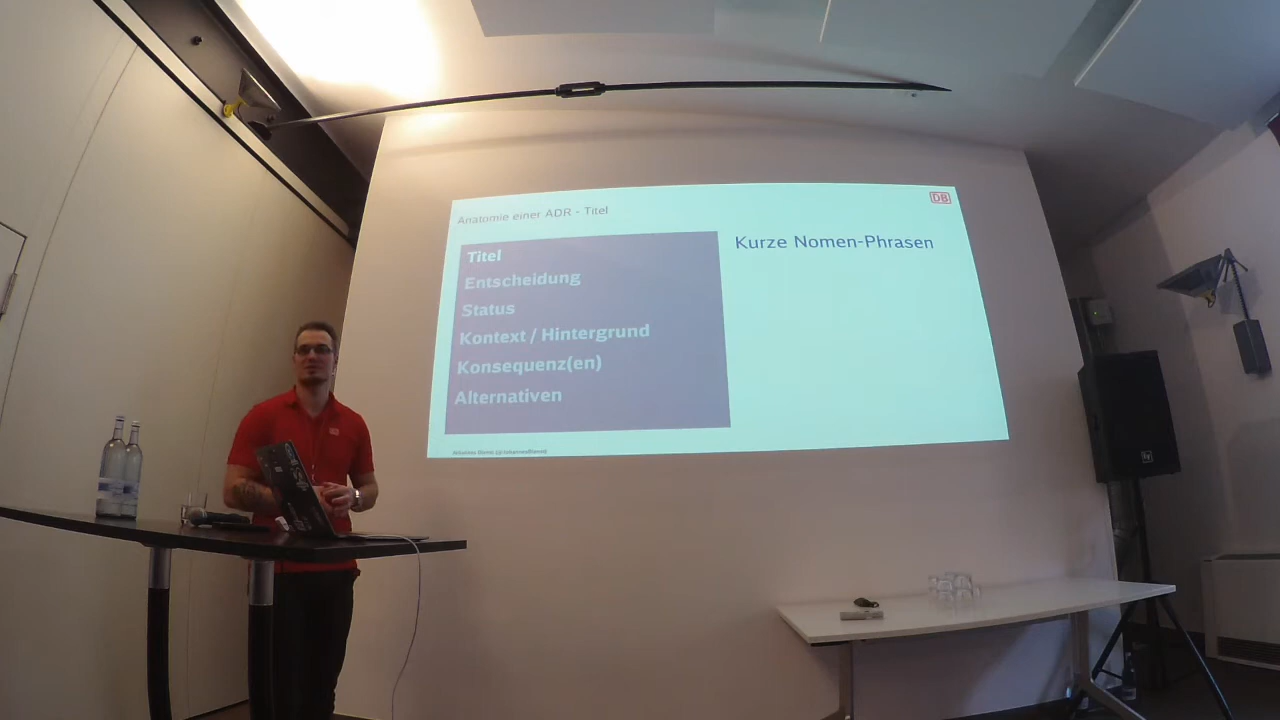 Anatomie einer ADR - Titel
DB
Titel
Entscheidung
Status
Kontext / Hintergrund
Konsequenz(en)
Alternativen
Kurze Nomen-Phrasen